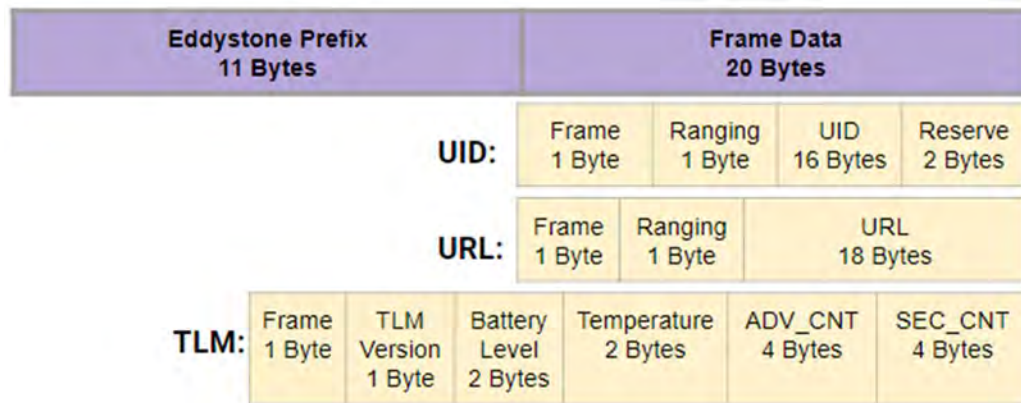 Eddystone Prefix
11 Bytes
Frame Data
20 Bytes
UID:
Frame
1 Byte
Ranging
1 Byte
UID
16 Bytes
Reserve
2 Bytes
URL:
Frame
1 Byte
Ranging
1 Byte
URL
18 Bytes
TLM:
Frame
1 Byte
TLM
Version
1 Byte
Battery
Level
2 Bytes
Temperature
2 Bytes
ADV_CNT
4 Bytes
SEC_CNT
4 Bytes